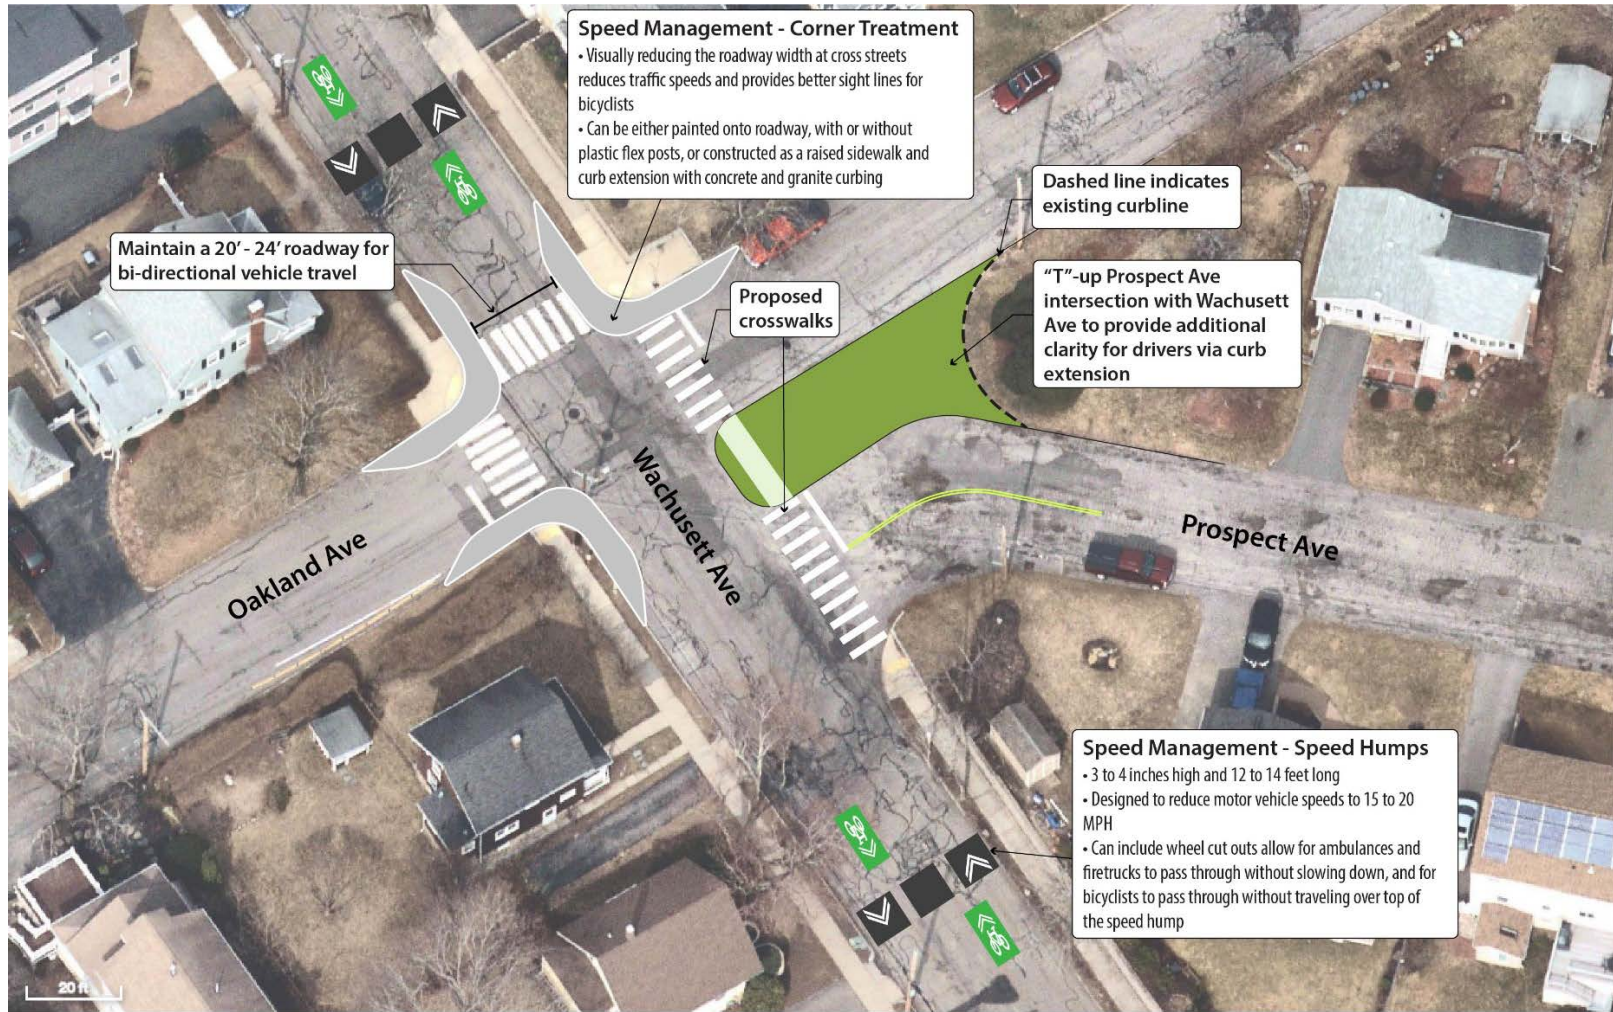 Speed Management - Corner Treatment
• Visually reducing the roadway width at cross streets
reduces traffic speeds and provides better sight lines for
bicyclists
• Can be either painted onto roadway, with or without
plastic flex posts, or constructed as a raised sidewalk and
curb extension with concrete and granite curbing
Dashed line indicates
existing curbline
Maintain a 20’ - 24’ roadway for
bi-directional vehicle travel
Proposed
crosswalks
“T”-up Prospect Ave
intersection with Wachusett
Ave to provide additional
clarity for drivers via curb
extension
Wachusett Ave
Prospect Ave
Oakland Ave
Speed Management - Speed Humps
• 3 to 4 inches high and 12 to 14 feet long
• Designed to reduce motor vehicle speeds to 15 to 20
MPH
• Can include wheel cut outs allow for ambulances and
firetrucks to pass through without slowing down, and for
bicyclists to pass through without traveling over top of
the speed hump
20 ft